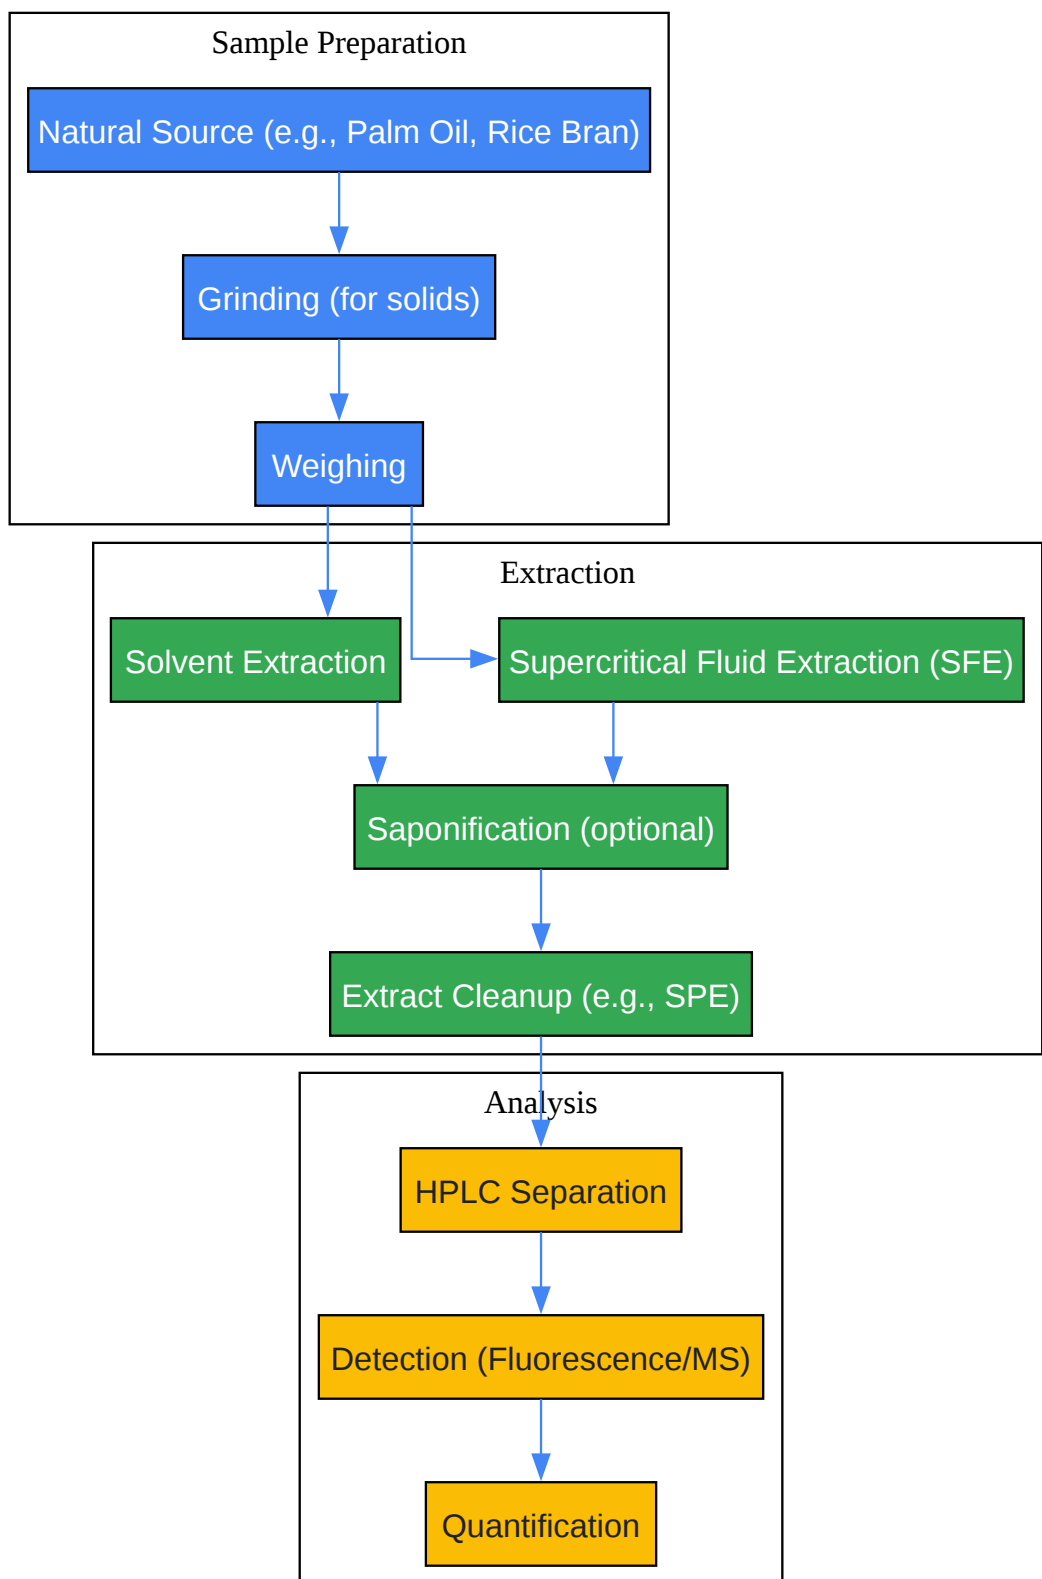 Sample Preparation
Natural Source (e.g., Palm Oil, Rice Bran)
Grinding (for solids)
Weighing
Extraction
Solvent Extraction
Supercritical Fluid Extraction (SFE)
Saponification (optional)
Extract Cleanup (e.g., SPE)
Analysis
HPLC Separation
Detection (Fluorescence/MS)
Quantification